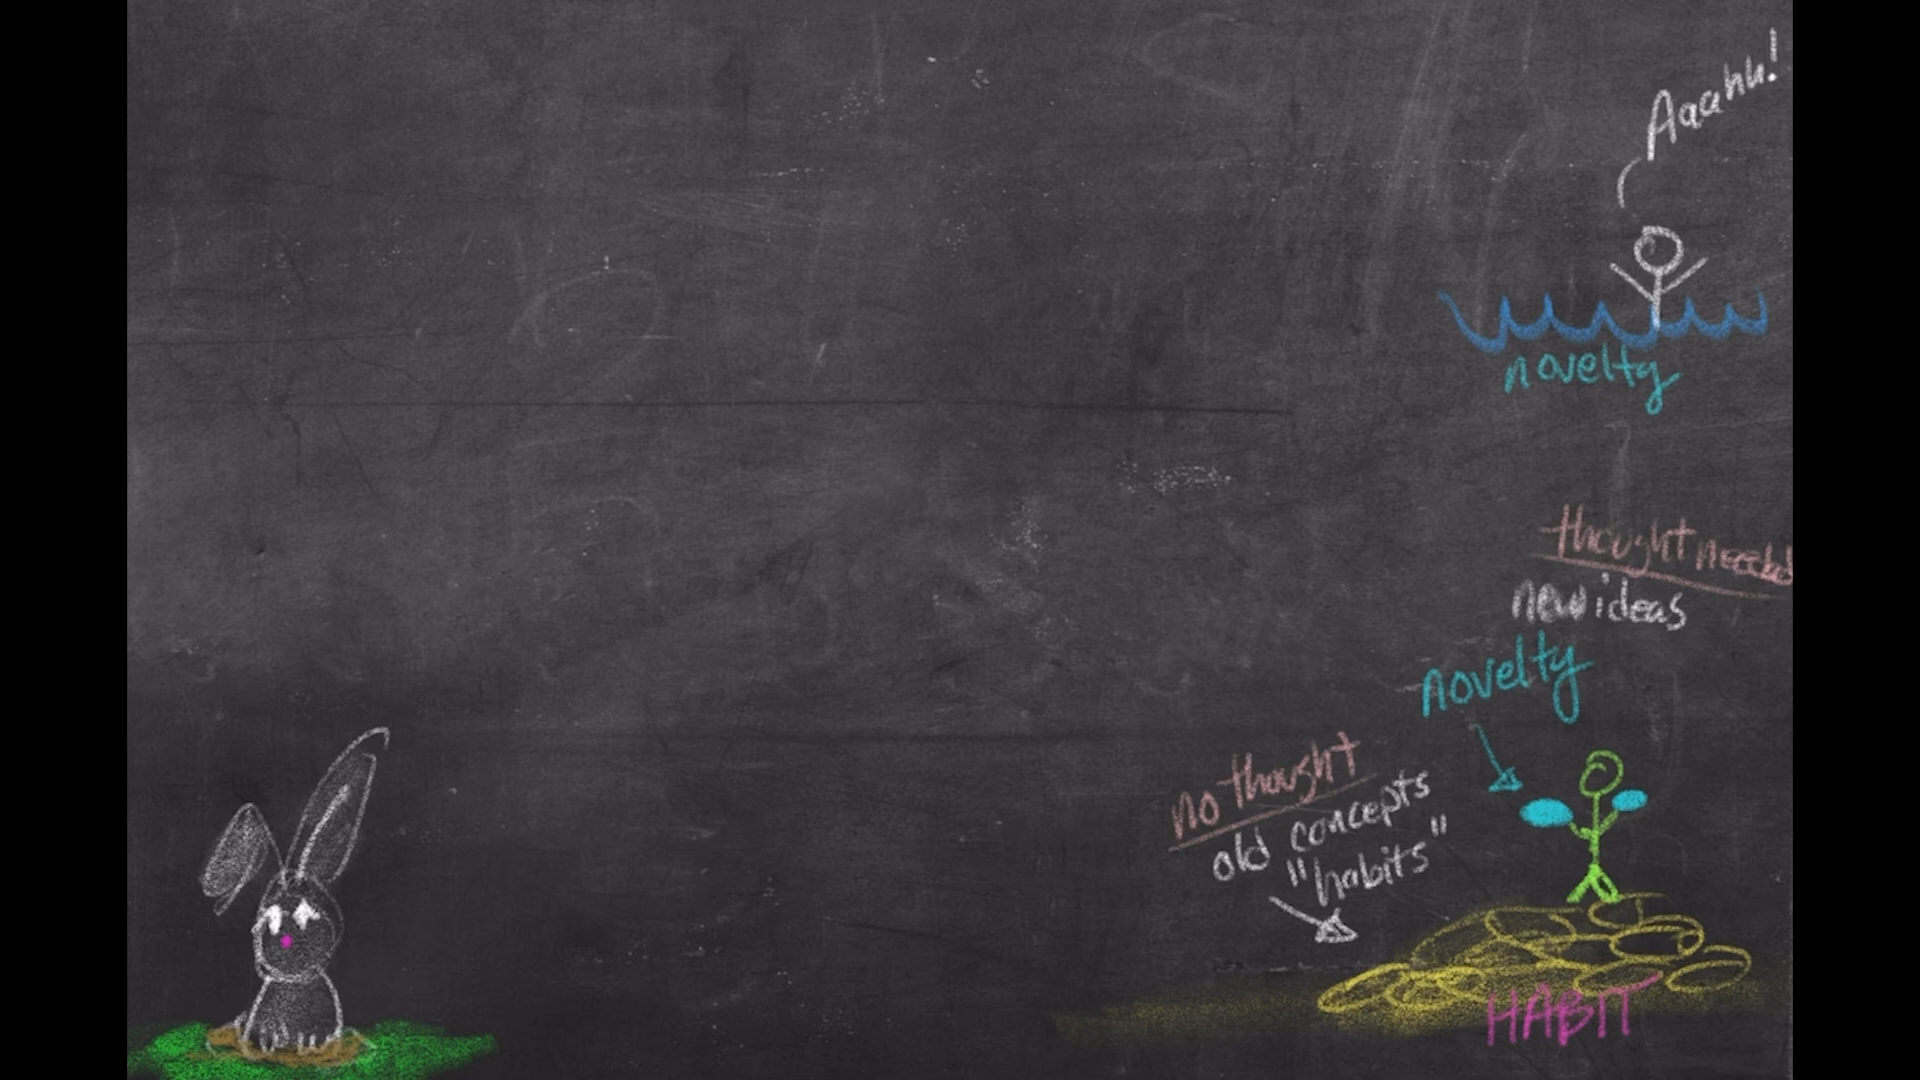 Aaahh!
novelty
thought needed
new ideas
novelty
no thought
old concepts
"habits"
HABIT